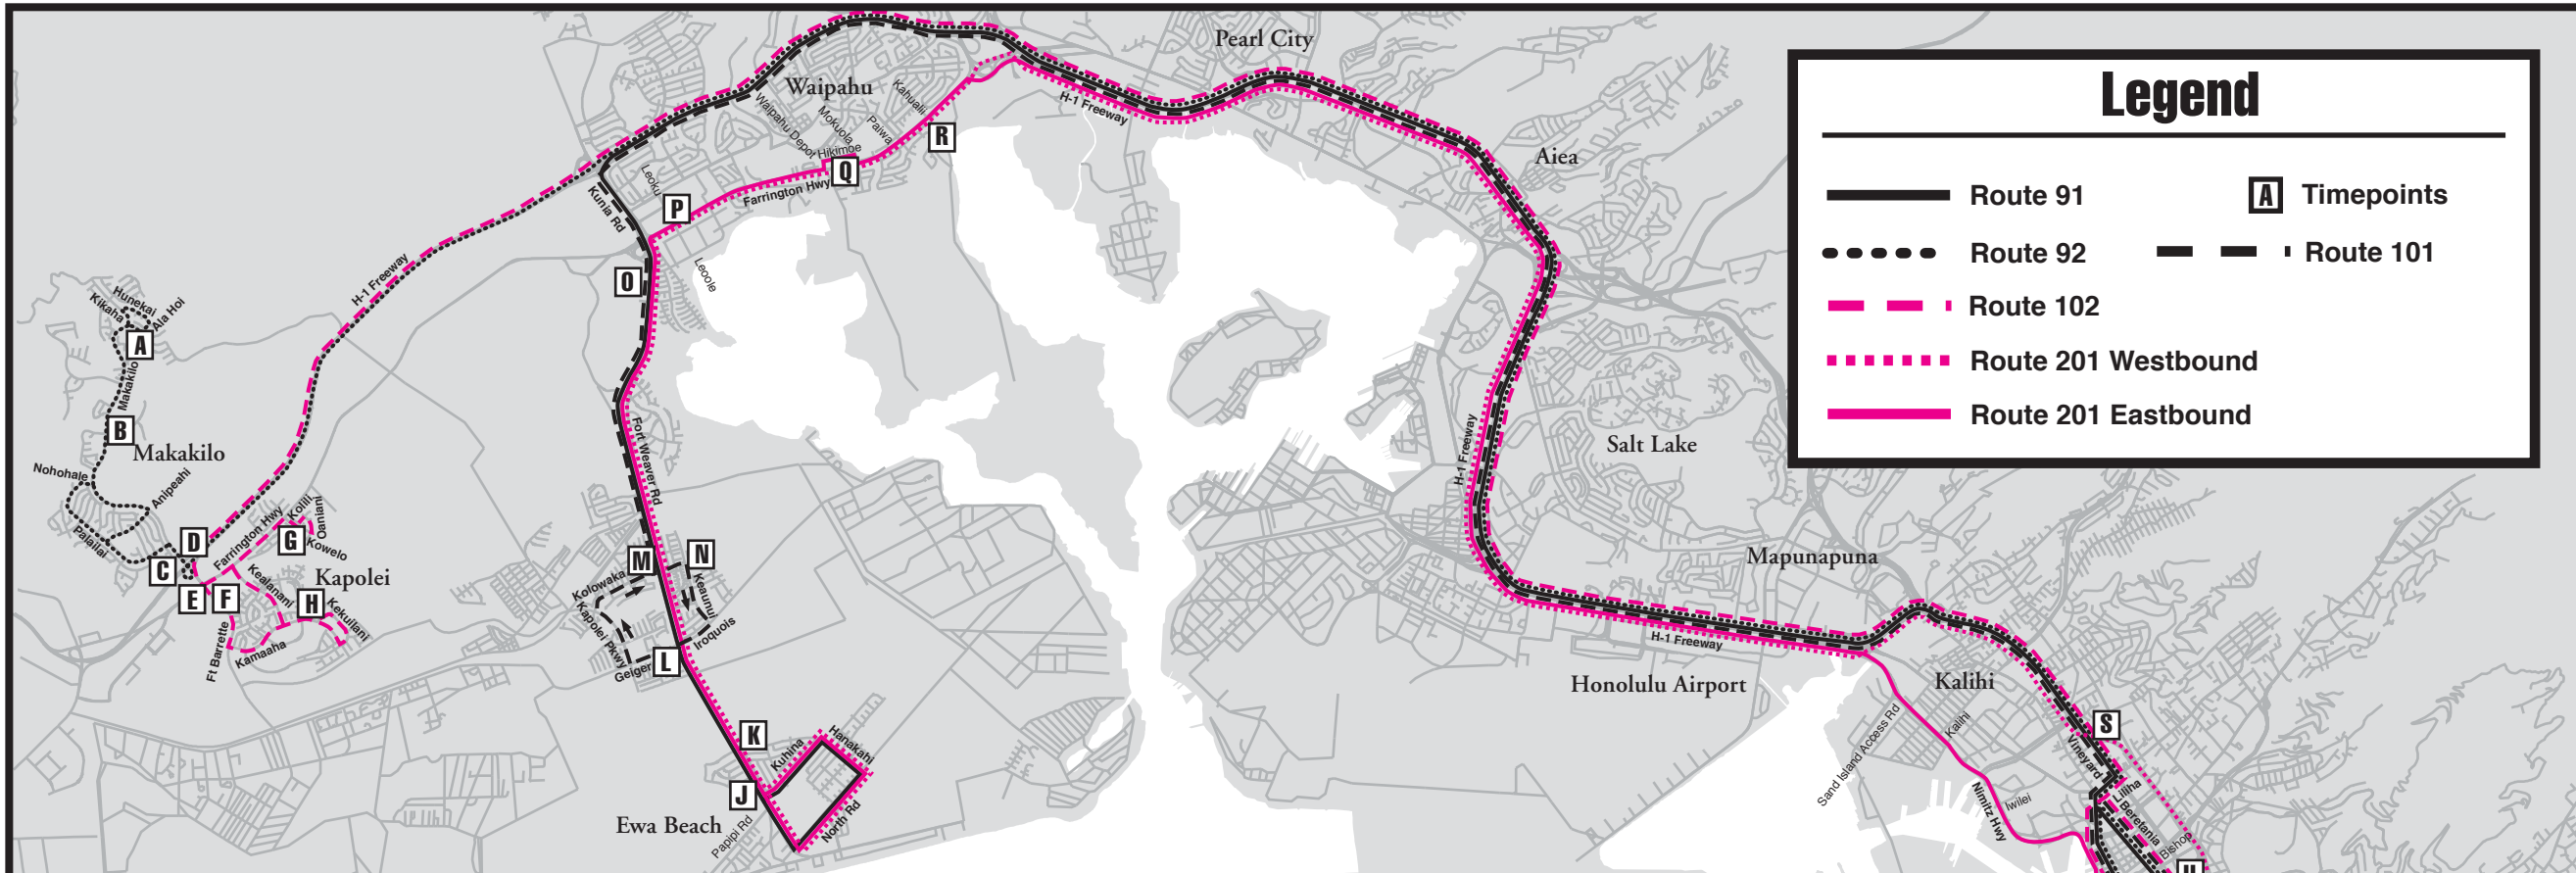 Pearl City
Waipahu
Kahualii
Waipahu Depot
Mokuola
Paiwa
H-1 Freeway
R
Hikimoe
Q
Leoku
Farrington Hwy
P
Kunia Rd
Aiea
O
Leoole
H-1 Freeway
Hunekai
Kikaha
Ala Hoi
A
Makakilo
B
Makakilo
Nohohale
Anipeahi
Palailai
Fort Weaver Rd
H-1 Freeway
Salt Lake
D
Farrington Hwy
Kolili
Oaniani
G
Kowelo
C
Kapolei
E
F
Kealanani
H
Kekuilani
Ft Barrette
Kamaaha
M
N
Kolowaka
Keaunui
Kapolei Pkwy
Iroquois
Geiger
L
K
Kuhina
Hanakahi
J
Ewa Beach
Papipi Rd
North Rd
Mapunapuna
H-1 Freeway
Honolulu Airport
Kalihi
Sand Island Access Rd
Kalihi
S
Vineyard
Nimitz Hwy
Iwilei
Liliha
Beretania
Bishop
Legend
Route 91
A Timepoints
Route 92
Route 101
Route 102
Route 201 Westbound
Route 201 Eastbound